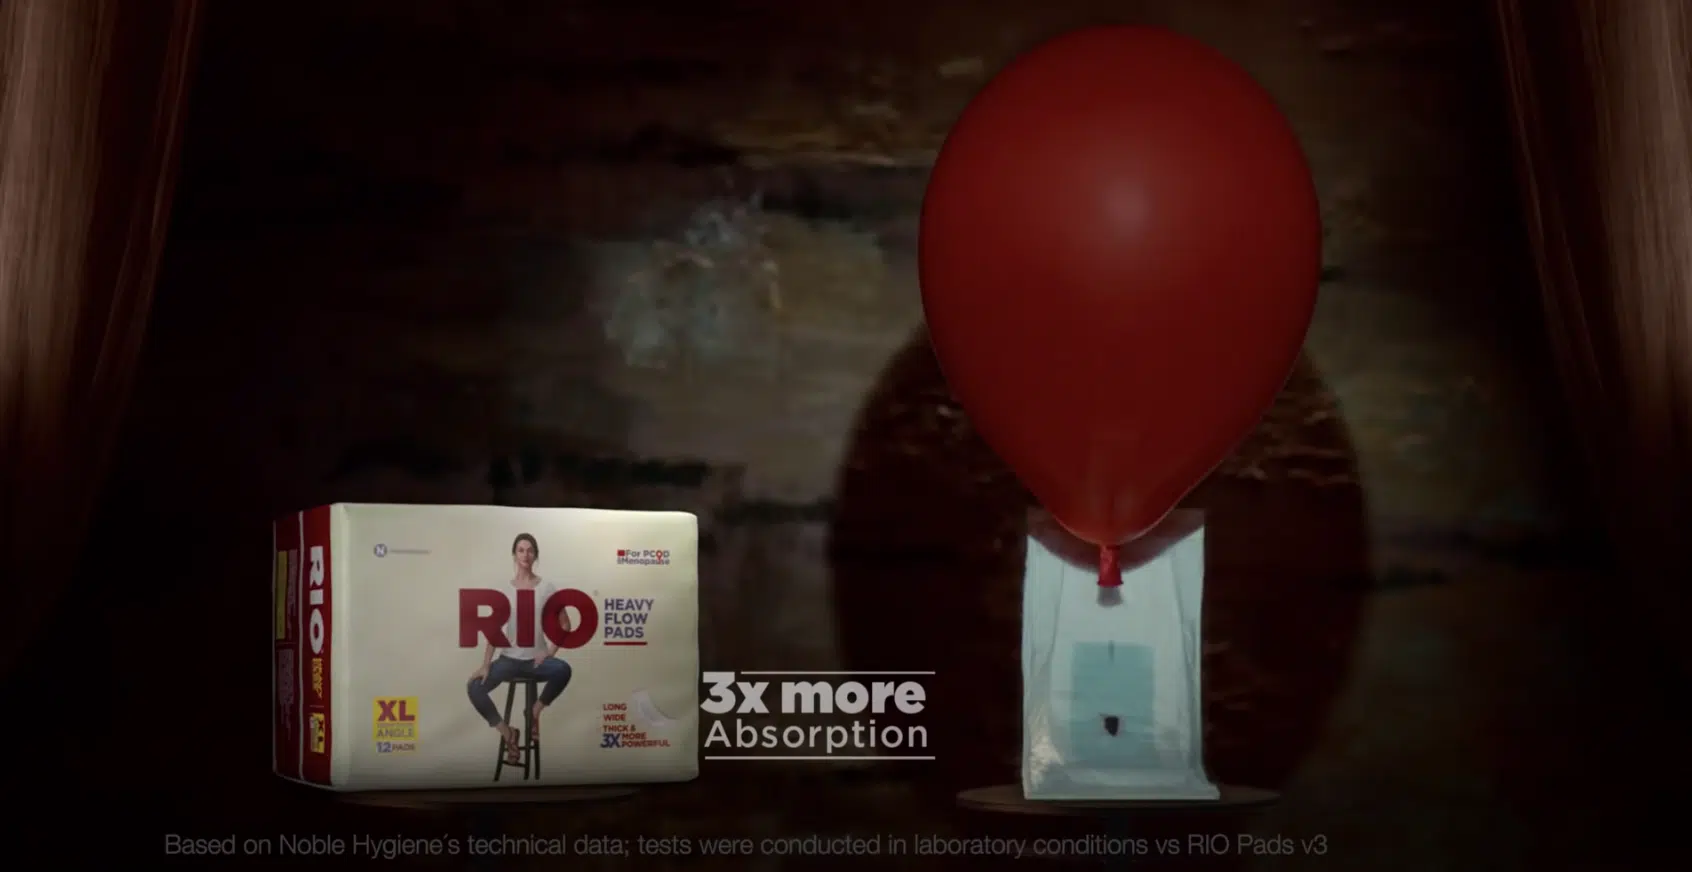 For PCOD
&Menopause
RIO
HEAVY
FLOW
PADS
RIO
XL
ANGLE
12 PADS
LONG
WIDE
THICK &
3X MORE
POWERFUL
3x more
Absorption
Based on Noble Hygiene´s technical data; tests were conducted in laboratory conditions vs RIO Pads v3